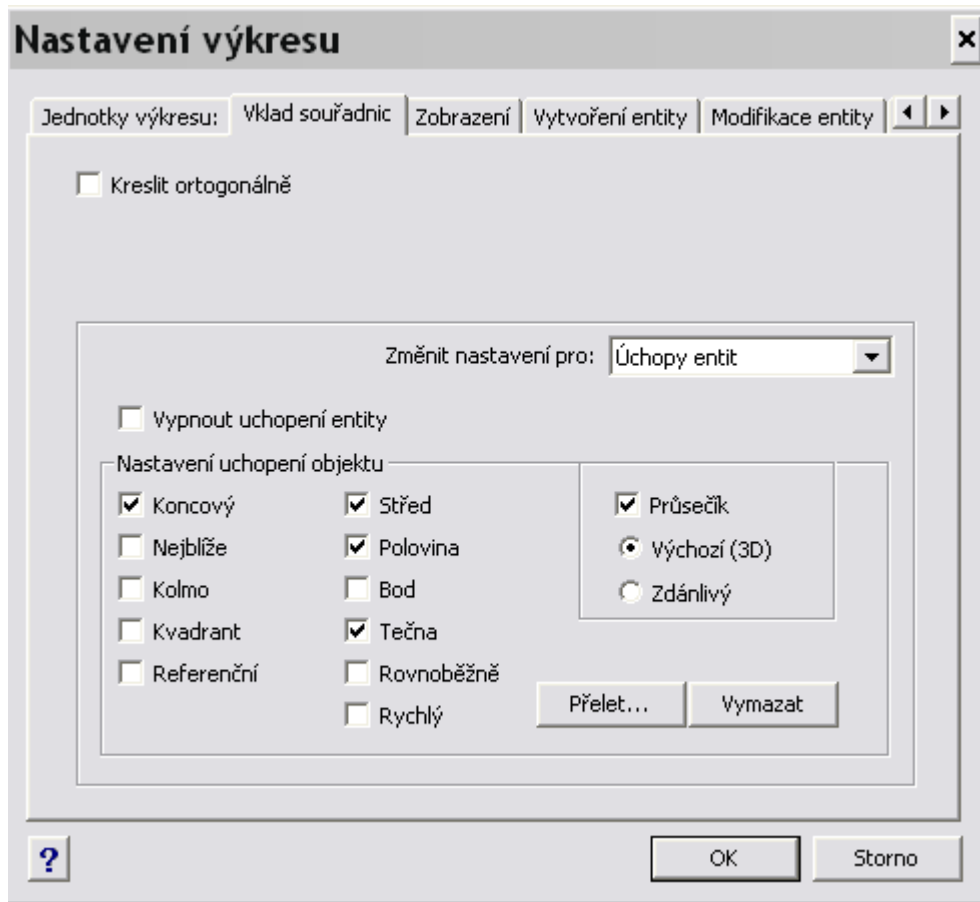 Nastavení výkresu
Jednotky výkresu: Vklad souřadnic Zobrazení Vytvoření entity Modifikace entity
Kreslit ortogonálně
Změnit nastavení pro: Úchopy entit
Vypnout uchopení entity
Nastavení uchopení objektu
Koncový Střed Průsečík
Nejblíže Polovina Výchozí (3D)
Kolmo Bod Zdánlivý
Kvadrant Tečna
Referenční Rovnoběžně
Rychlý Přelet... Vymazat
? OK Storno